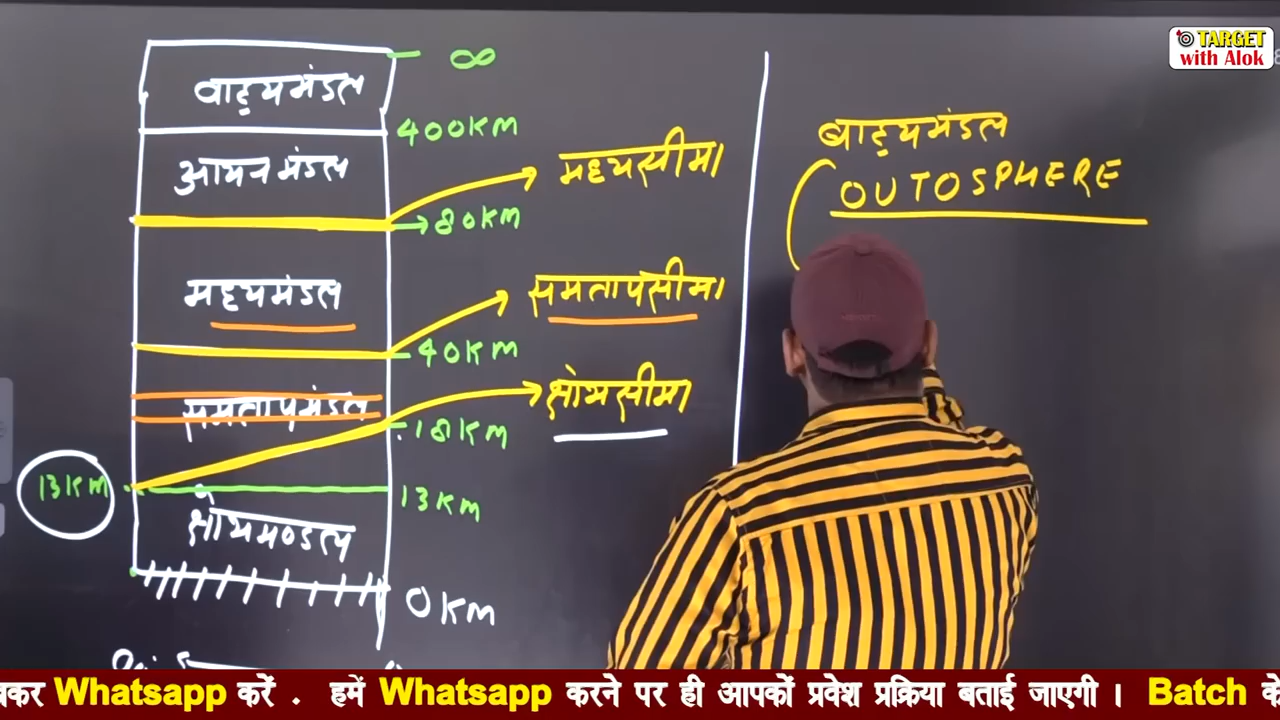 TARGET
with Alok
बाह्यमंडल
∞
400KM
आयनमंडल
मध्यसीमा
→80KM
मध्यमंडल
समतापसीमा
40KM
समतापमंडल
क्षोभसीमा
18KM
13KM
13KM
क्षोभमण्डल
0KM
बाह्यमंडल
OUTOSPHERE
कर Whatsapp करें . हमें Whatsapp करने पर ही आपकों प्रवेश प्रक्रिया बताई जाएगी । Batch के